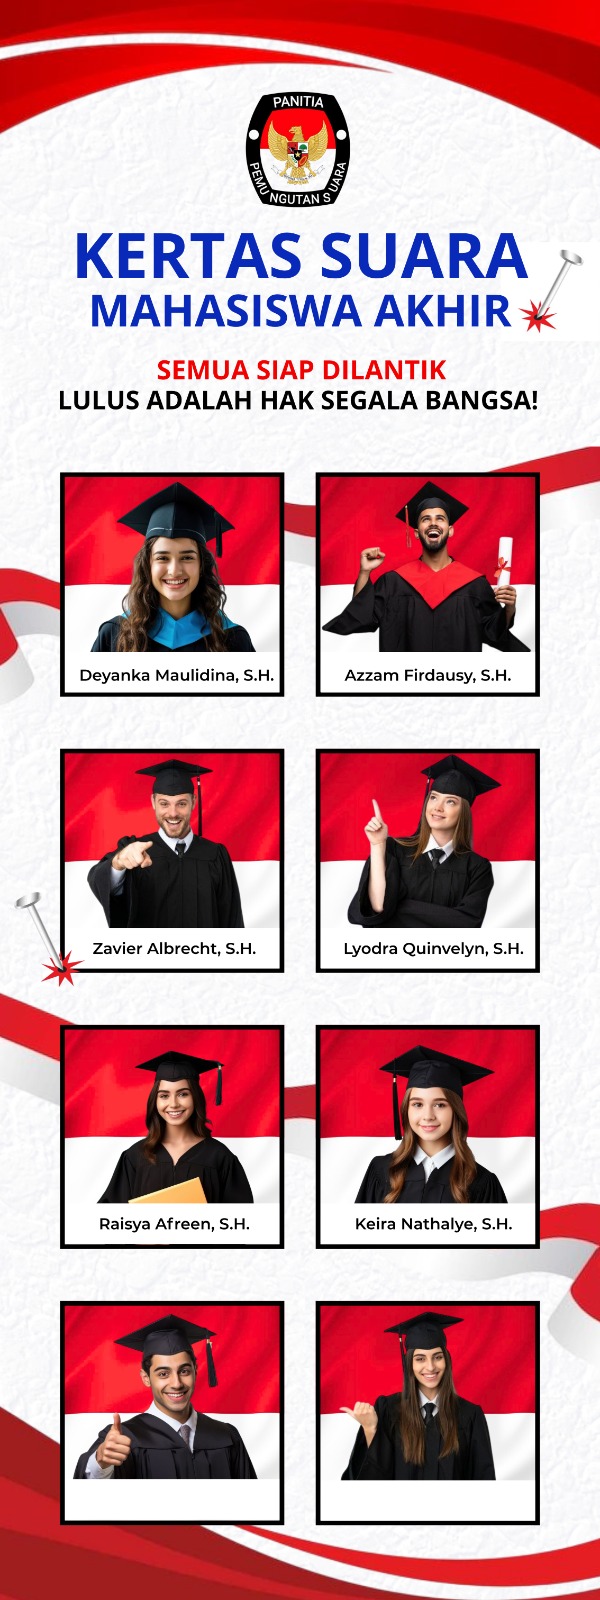 PANITIA
PEMUNGUTAN SUARA
KERTAS SUARA
MAHASISWA AKHIR
SEMUA SIAP DILANTIK
LULUS ADALAH HAK SEGALA BANGSA!
Deyanka Maulidina, S.H.
Azzam Firdausy, S.H.
Zavier Albrecht, S.H.
Lyodra Quinvelyn, S.H.
Raisya Afreen, S.H.
Keira Nathalye, S.H.